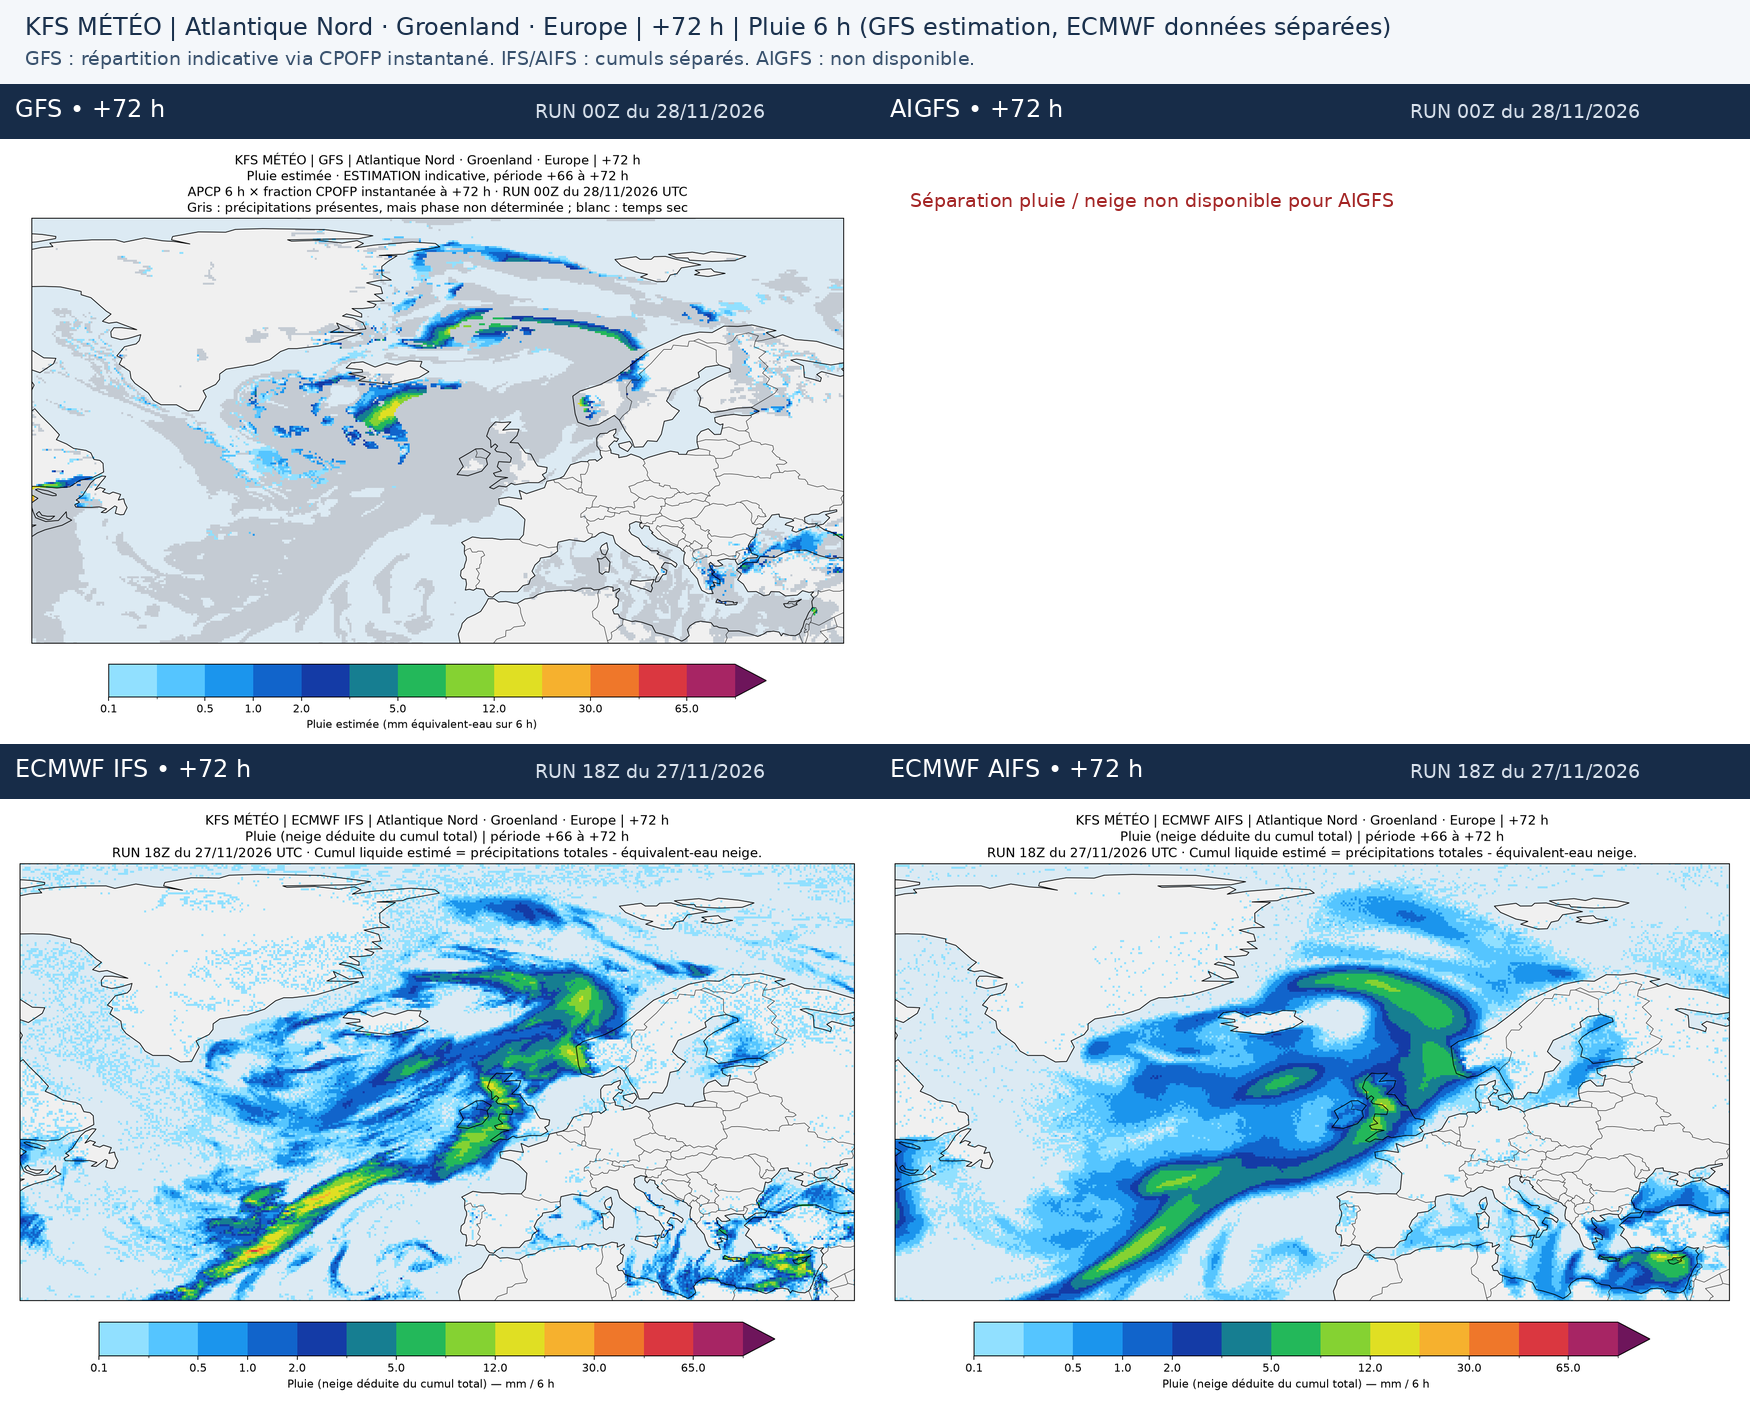 KFS MÉTÉO | Atlantique Nord · Groenland · Europe | +72 h | Pluie 6 h (GFS estimation, ECMWF données séparées)
GFS : répartition indicative via CPOFP instantané. IFS/AIFS : cumuls séparés. AIGFS : non disponible.
GFS • +72 h
RUN 00Z du 28/11/2026
AIGFS • +72 h
RUN 00Z du 28/11/2026
KFS MÉTÉO | GFS | Atlantique Nord · Groenland · Europe | +72 h
Pluie estimée · ESTIMATION indicative, période +66 à +72 h
APCP 6 h × fraction CPOFP instantanée à +72 h · RUN 00Z du 28/11/2026 UTC
Gris : précipitations présentes, mais phase non déterminée ; blanc : temps sec
Séparation pluie / neige non disponible pour AIGFS
0.1 0.5 1.0 2.0 5.0 12.0 30.0 65.0
Pluie estimée (mm équivalent-eau sur 6 h)
ECMWF IFS • +72 h
RUN 18Z du 27/11/2026
ECMWF AIFS • +72 h
RUN 18Z du 27/11/2026
KFS MÉTÉO | ECMWF IFS | Atlantique Nord · Groenland · Europe | +72 h
Pluie (neige déduite du cumul total) | période +66 à +72 h
RUN 18Z du 27/11/2026 UTC · Cumul liquide estimé = précipitations totales - équivalent-eau neige.
KFS MÉTÉO | ECMWF AIFS | Atlantique Nord · Groenland · Europe | +72 h
Pluie (neige déduite du cumul total) | période +66 à +72 h
RUN 18Z du 27/11/2026 UTC · Cumul liquide estimé = précipitations totales - équivalent-eau neige.
0.1 0.5 1.0 2.0 5.0 12.0 30.0 65.0
Pluie (neige déduite du cumul total) — mm / 6 h
0.1 0.5 1.0 2.0 5.0 12.0 30.0 65.0
Pluie (neige déduite du cumul total) — mm / 6 h